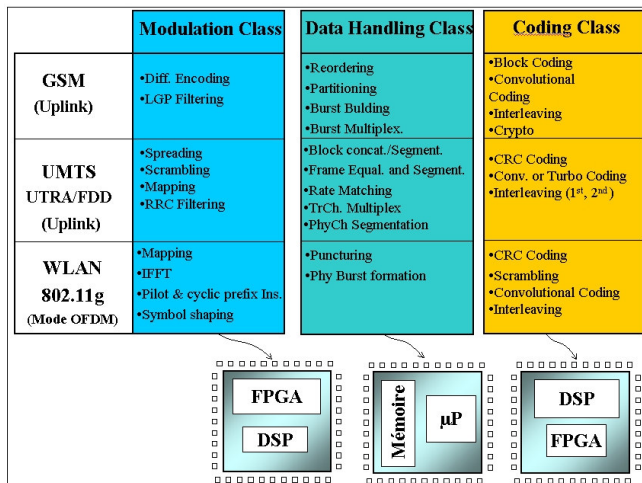 Modulation Class
Data Handling Class
Coding Class
GSM
(Uplink)
•Diff. Encoding
•LGP Filtering
•Reordering
•Partitioning
•Burst Bulding
•Burst Multiplex.
•Block Coding
•Convolutional
Coding
•Interleaving
•Crypto
UMTS
UTRA/FDD
(Uplink)
•Spreading
•Scrambling
•Mapping
•RRC Filtering
•Block concat./Segment.
•Frame Equal. and Segment.
•Rate Matching
•TrCh. Multiplex
•PhyCh Segmentation
•CRC Coding
•Conv. or Turbo Coding
•Interleaving (1st, 2nd)
WLAN
802.11g
(Mode OFDM)
•Mapping
•IFFT
•Pilot & cyclic prefix Ins.
•Symbol shaping
•Puncturing
•Phy Burst formation
•CRC Coding
•Scrambling
•Convolutional Coding
•Interleaving
FPGA
DSP
Mémoire
µP
DSP
FPGA